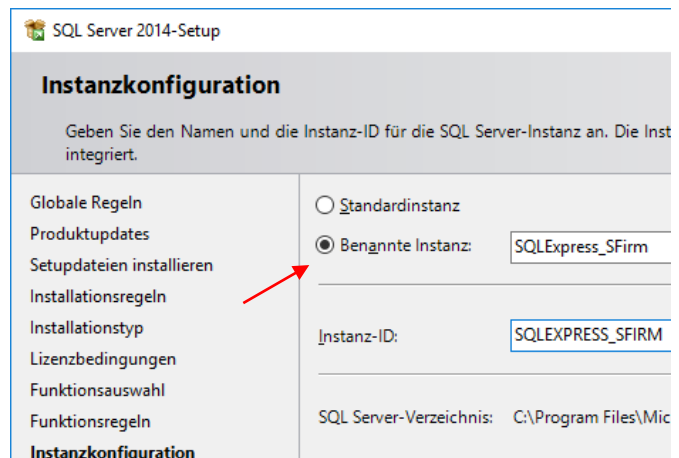 SQL Server 2014-Setup
Instanzkonfiguration
Geben Sie den Namen und die Instanz-ID für die SQL Server-Instanz an. Die Inst
integriert.
Globale Regeln
Produktupdates
Setupdateien installieren
Installationsregeln
Installationstyp
Lizenzbedingungen
Funktionsauswahl
Funktionsregeln
Instanzkonfiguration
Standardinstanz
Benannte Instanz: SQLExpress_SFirm
Instanz-ID: SQLEXPRESS_SFIRM
SQL Server-Verzeichnis: C:\Program Files\Mic